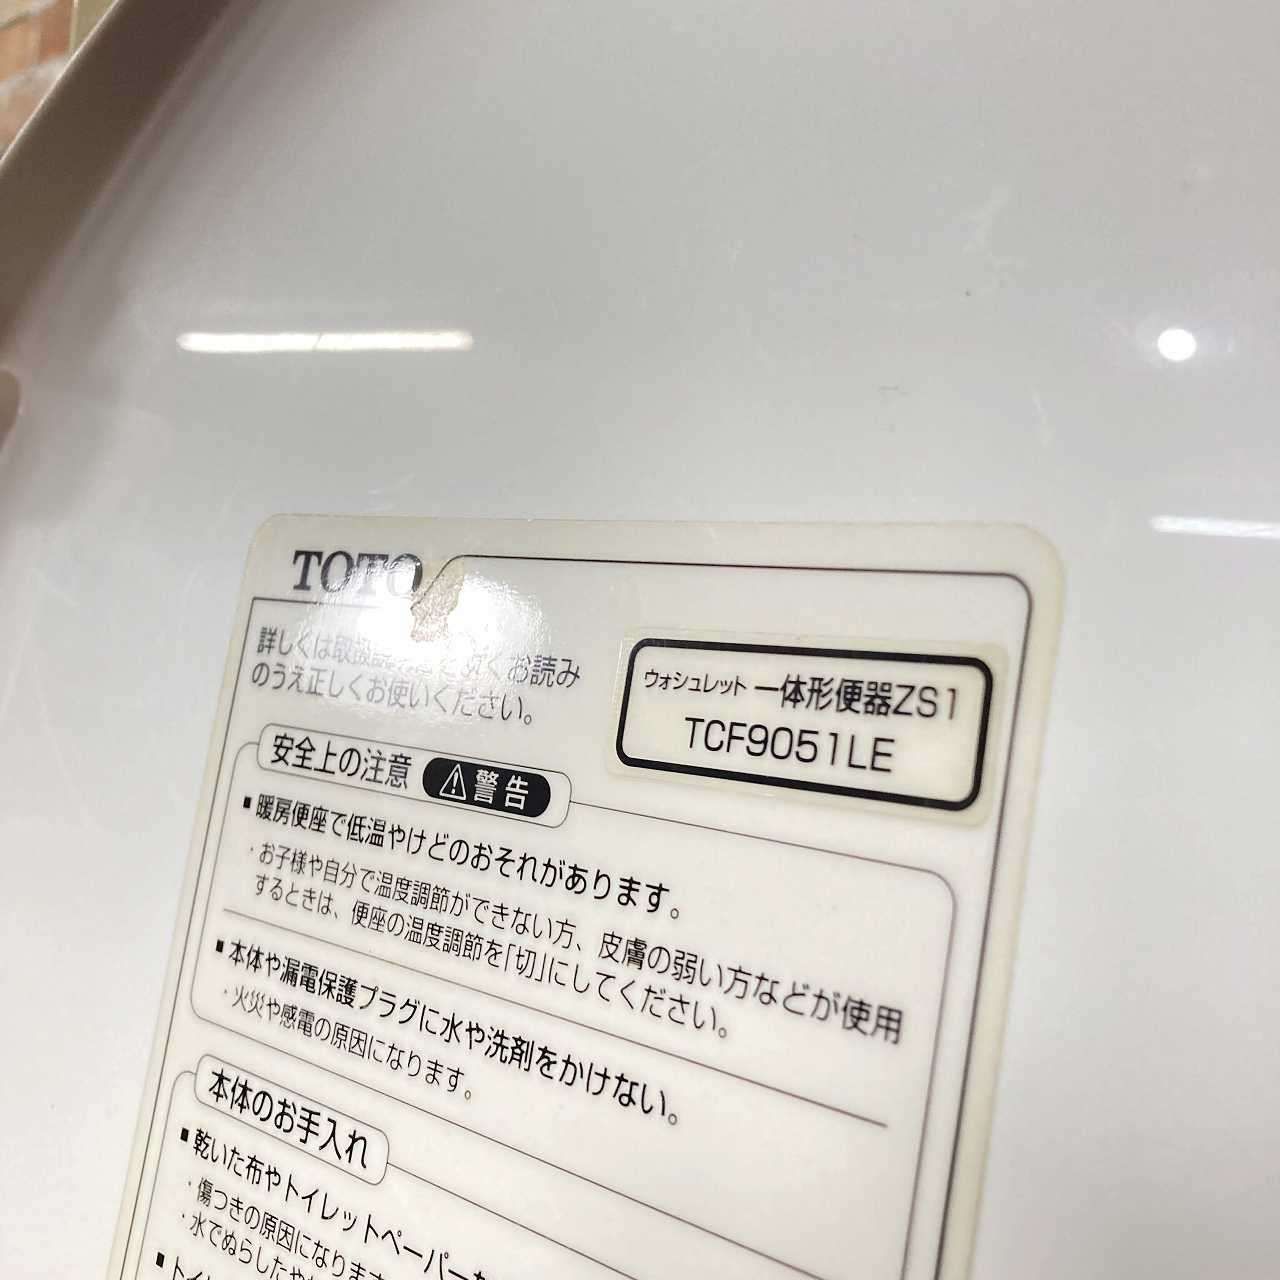 TOTO
詳しくは取扱説明書をよくお読み
のうえ正しくお使いください。
ウォシュレット 一体形便器ZS1
TCF9051LE
安全上の注意 警告
■暖房便座で低温やけどのおそれがあります。
・お子様や自分で温度調節ができない方、皮膚の弱い方などが使用
するときは、便座の温度調節を「切」にしてください。
■本体や漏電保護プラグに水や洗剤をかけない。
・火災や感電の原因になります。
本体のお手入れ
■乾いた布やトイレットペーパー
・傷つきの原因になります
・水でぬらしたや
■トイ